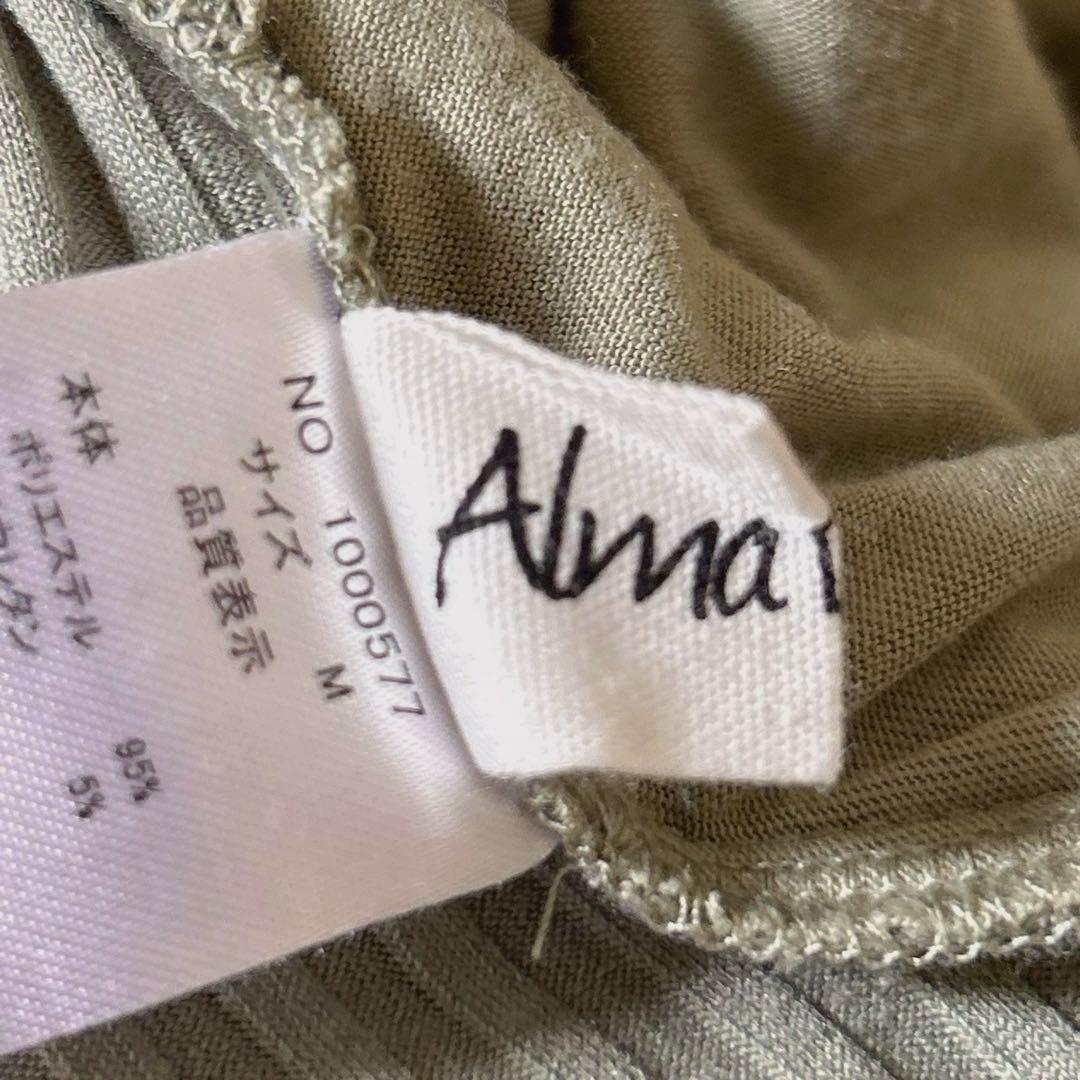 NO 1000577
サイズ M
品質表示
本体
ポリエステル 95%
5%
Alma